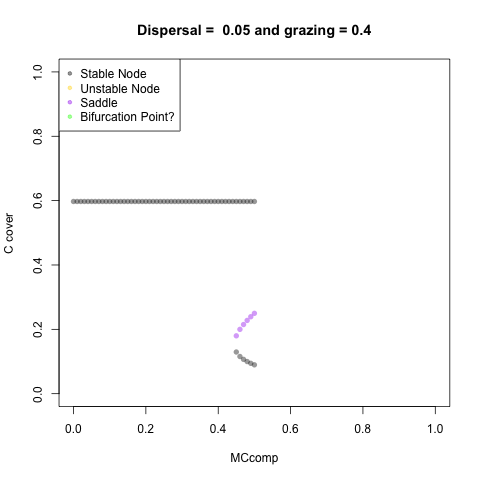 Dispersal =  0.05 and grazing = 0.4
Stable Node
Unstable Node
Saddle
Bifurcation Point?
C cover
1.0
0.8
0.6
0.4
0.2
0.0
0.0 0.2 0.4 0.6 0.8 1.0
MCcomp